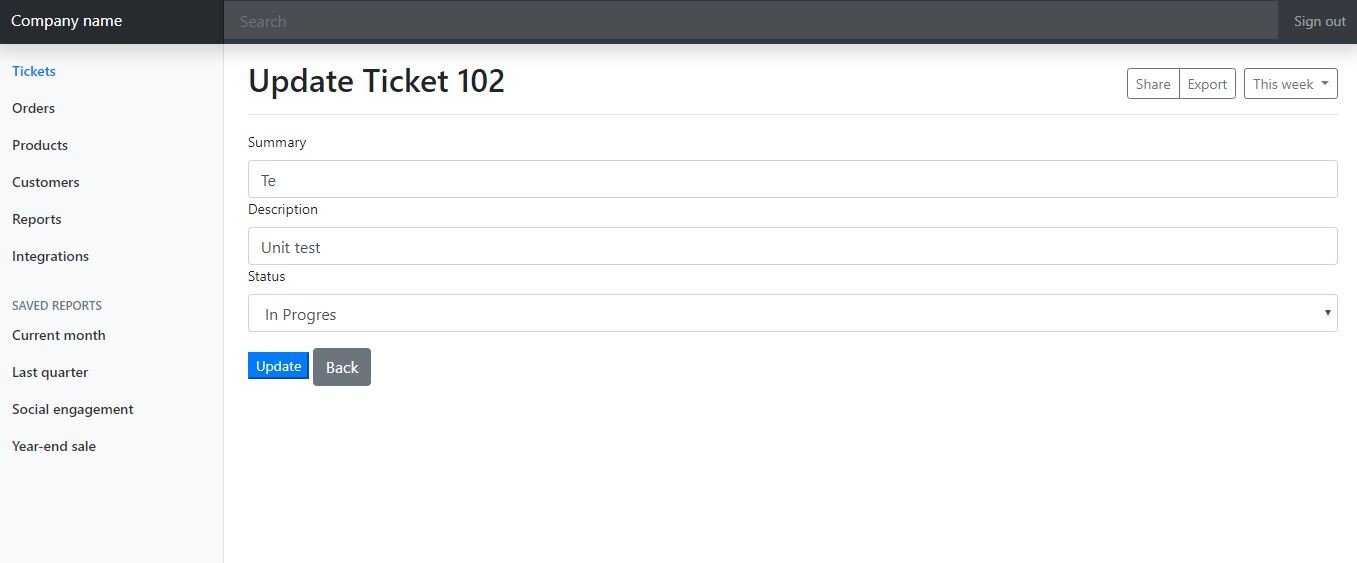 Company name
Search
Sign out
Tickets
Orders
Products
Customers
Reports
Integrations
SAVED REPORTS
Current month
Last quarter
Social engagement
Year-end sale
Update Ticket 102
Share
Export
This week
Summary
Te
Description
Unit test
Status
In Progres
Update
Back